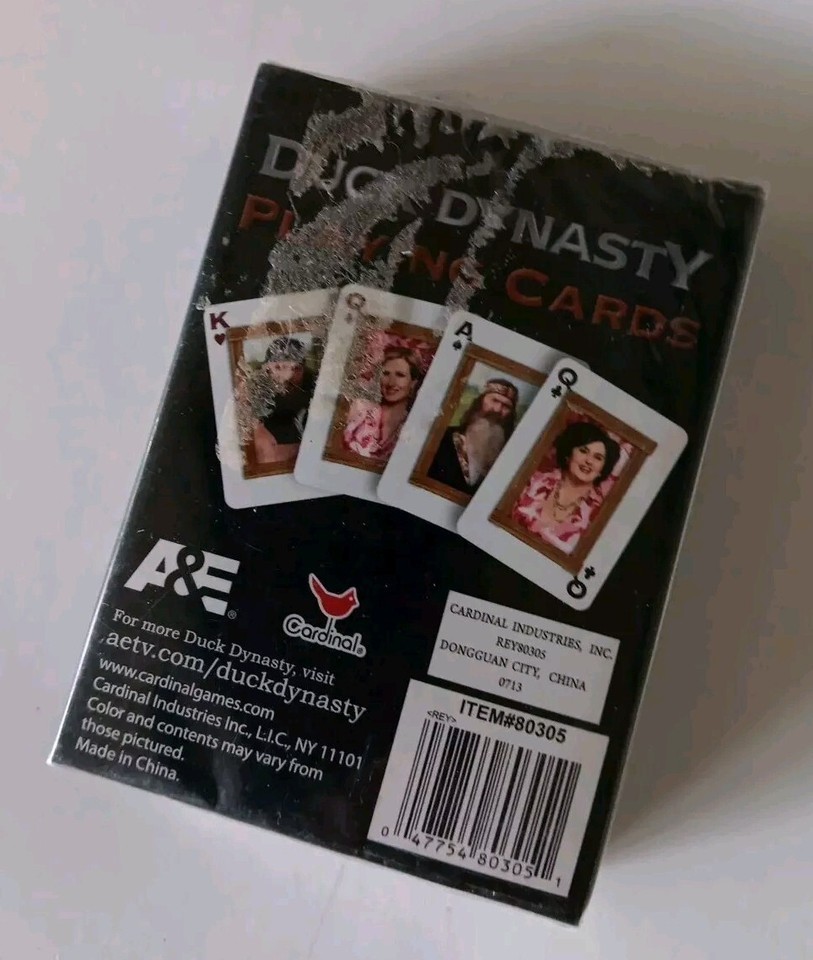 DUCK DYNASTY
PLAYING CARDS
K
Q
A
Q
Q
A&E®
Cardinal®
For more Duck Dynasty, visit
aetv.com/duckdynasty
www.cardinalgames.com
Cardinal Industries Inc., L.I.C., NY 11101
Color and contents may vary from
those pictured.
Made in China.
CARDINAL INDUSTRIES, INC.
REY80305
DONGGUAN CITY, CHINA
0713
ITEM#80305
<REY>
0 47754 80305 1